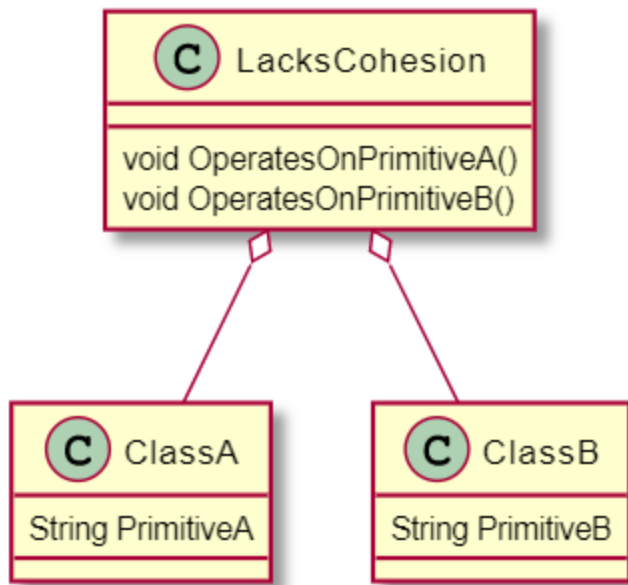 C LacksCohesion
void OperatesOnPrimitiveA()
void OperatesOnPrimitiveB()
C ClassA
String PrimitiveA
C ClassB
String PrimitiveB